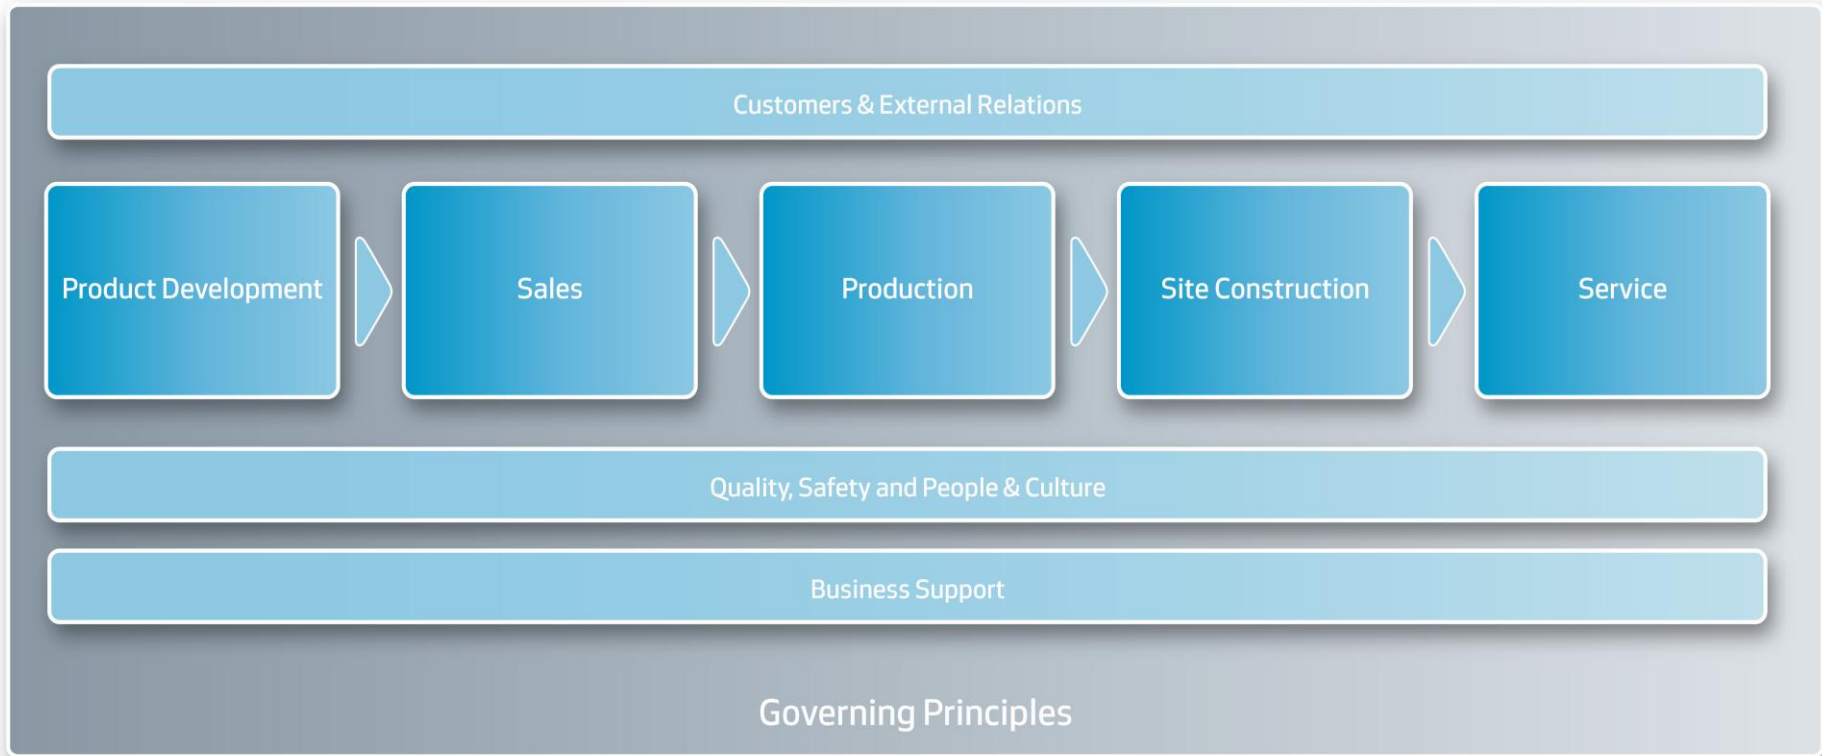 Customers & External Relations
Product Development
Sales
Production
Site Construction
Service
Quality, Safety and People & Culture
Business Support
Governing Principles